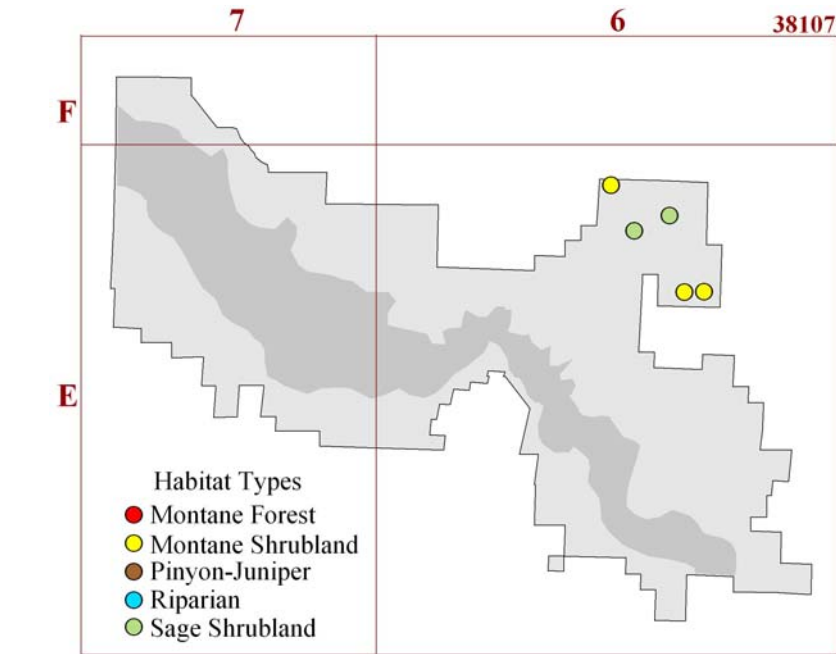 7 6 38107
F
E
Habitat Types
Montane Forest
Montane Shrubland
Pinyon-Juniper
Riparian
Sage Shrubland